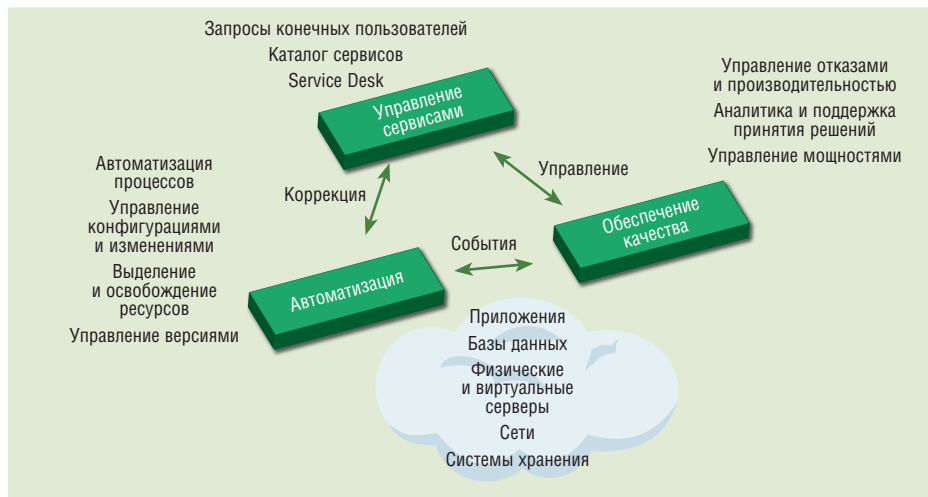 Запросы конечных пользователей
Каталог сервисов
Service Desk
Управление
сервисами
Управление отказами
и производительностью
Аналитика и поддержка
принятия решений
Управление мощностями
Автоматизация
процессов
Управление
конфигурациями
и изменениями
Выделение
и освобождение
ресурсов
Управление версиями
Коррекция
Управление
Обеспечение
качества
События
Автоматизация
Приложения
Базы данных
Физические
и виртуальные
серверы
Сети
Системы хранения